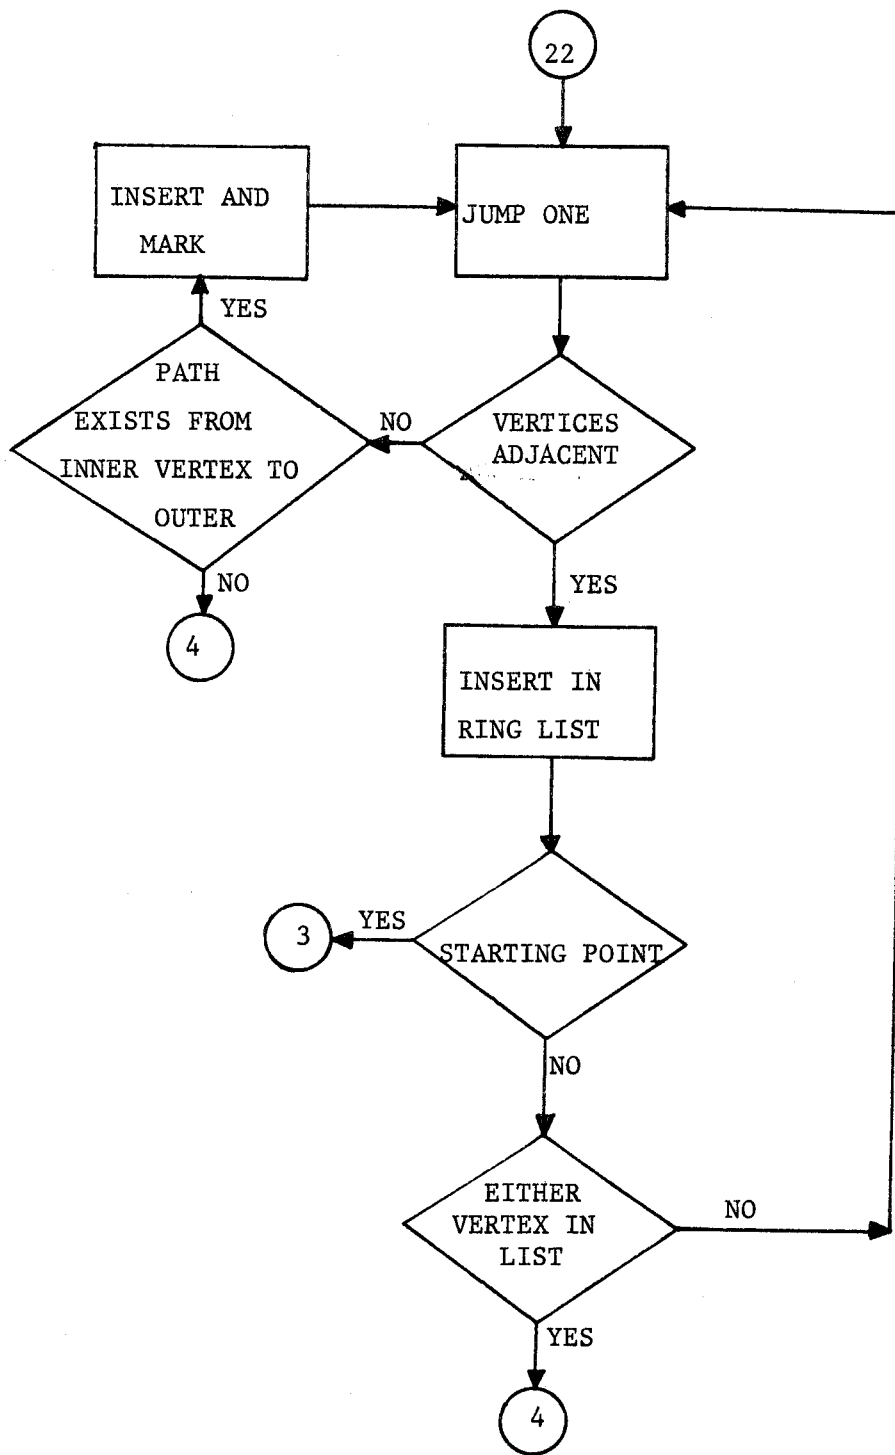 22
INSERT AND
MARK
JUMP ONE
YES
PATH
EXISTS FROM
INNER VERTEX TO
OUTER
NO
VERTICES
ADJACENT
NO
4
YES
INSERT IN
RING LIST
3
YES
STARTING POINT
NO
EITHER
VERTEX IN
LIST
NO
YES
4